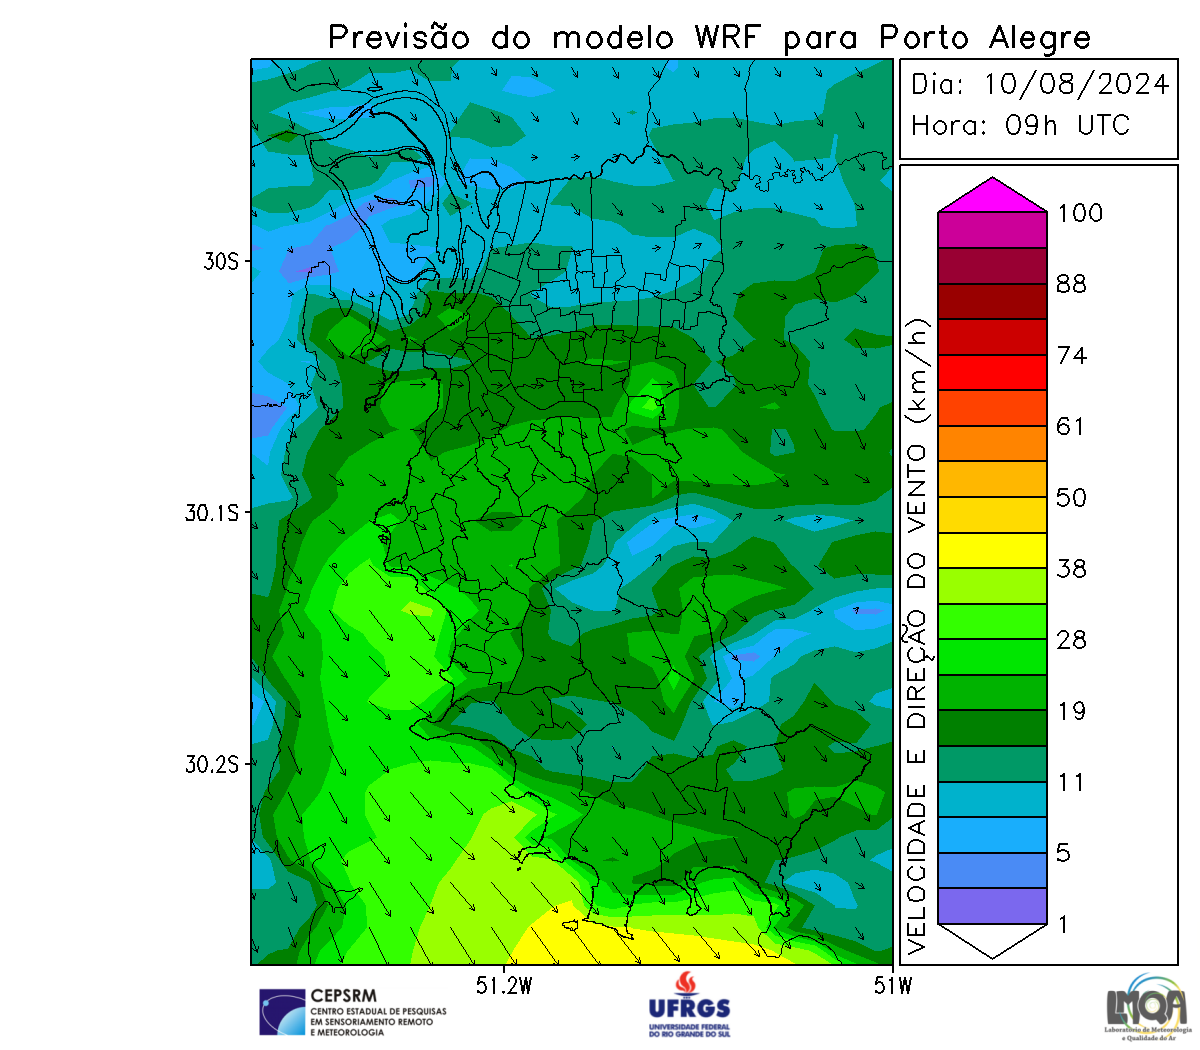 Previsão do modelo WRF para Porto Alegre
Dia: 10/08/2024
Hora: 09h UTC
30S
30.1S
30.2S
51.2W
51W
VELOCIDADE E DIREÇÃO DO VENTO (km/h)
100
88
74
61
50
38
28
19
11
5
1
CEPSRM
CENTRO ESTADUAL DE PESQUISAS
EM SENSORIAMENTO REMOTO
E METEOROLOGIA
UFRGS
UNIVERSIDADE FEDERAL
DO RIO GRANDE DO SUL
LMQA
Laboratório de Meteorologia
e Qualidade do Ar